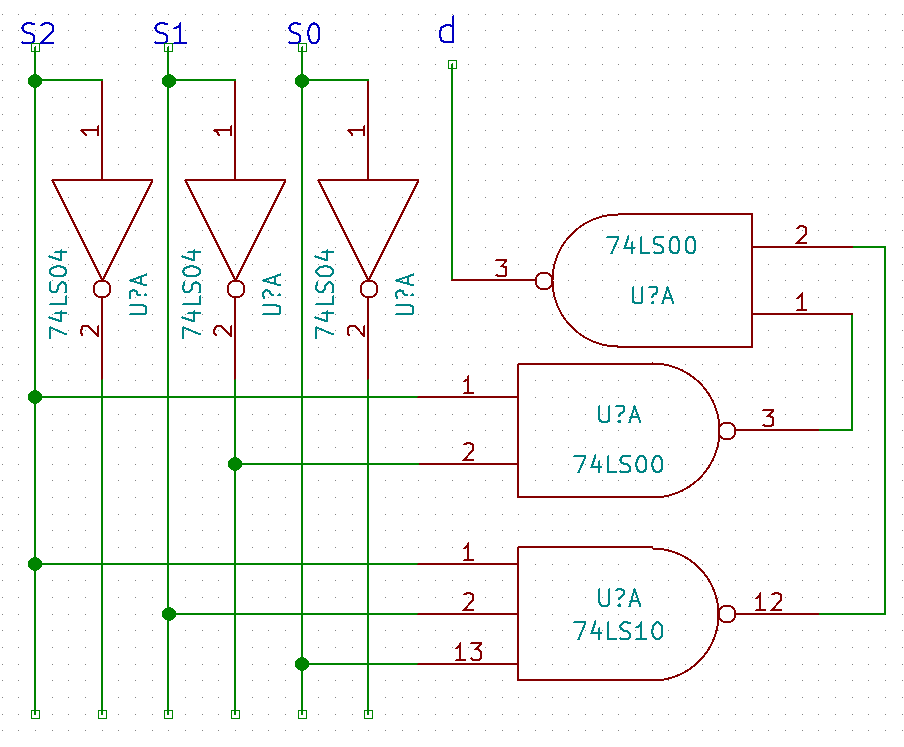 S2 S1 S0 d
1 1 1
74LS04 U?A 2
74LS04 U?A 2
74LS04 U?A 2
74LS00 2
3
U?A 1
1
U?A 3
2
74LS00
1
U?A
2 12
74LS10
13